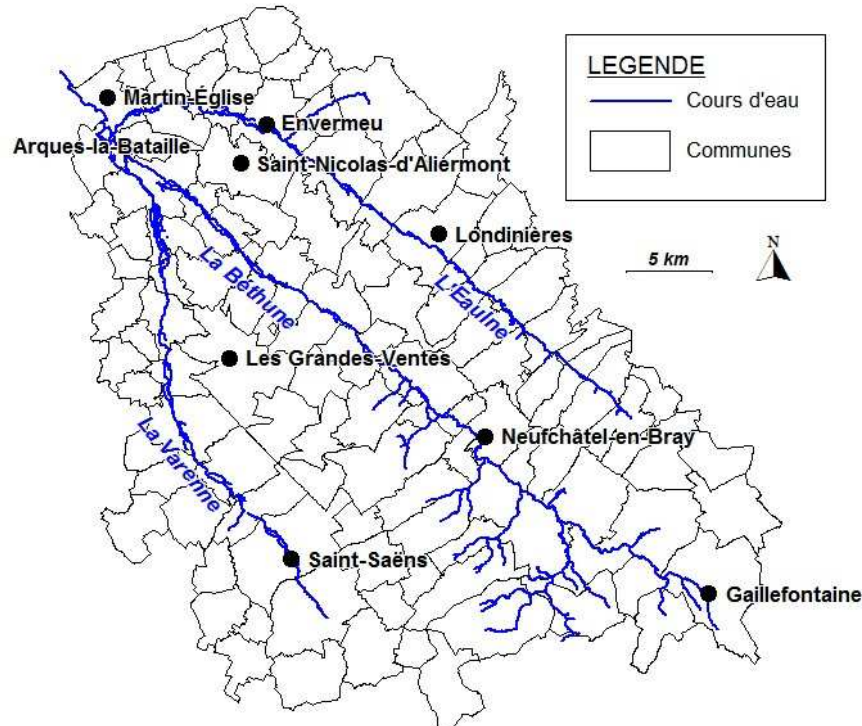 LEGENDE
Cours d'eau
Communes
N
5 km
Martin-Église
Envermeu
Arques-la-Bataille
Saint-Nicolas-d'Aliermont
Londinières
La Béthune
L'Eaulne
Les Grandes-Ventes
La Varenne
Neufchâtel-en-Bray
Saint-Saëns
Gaillefontaine